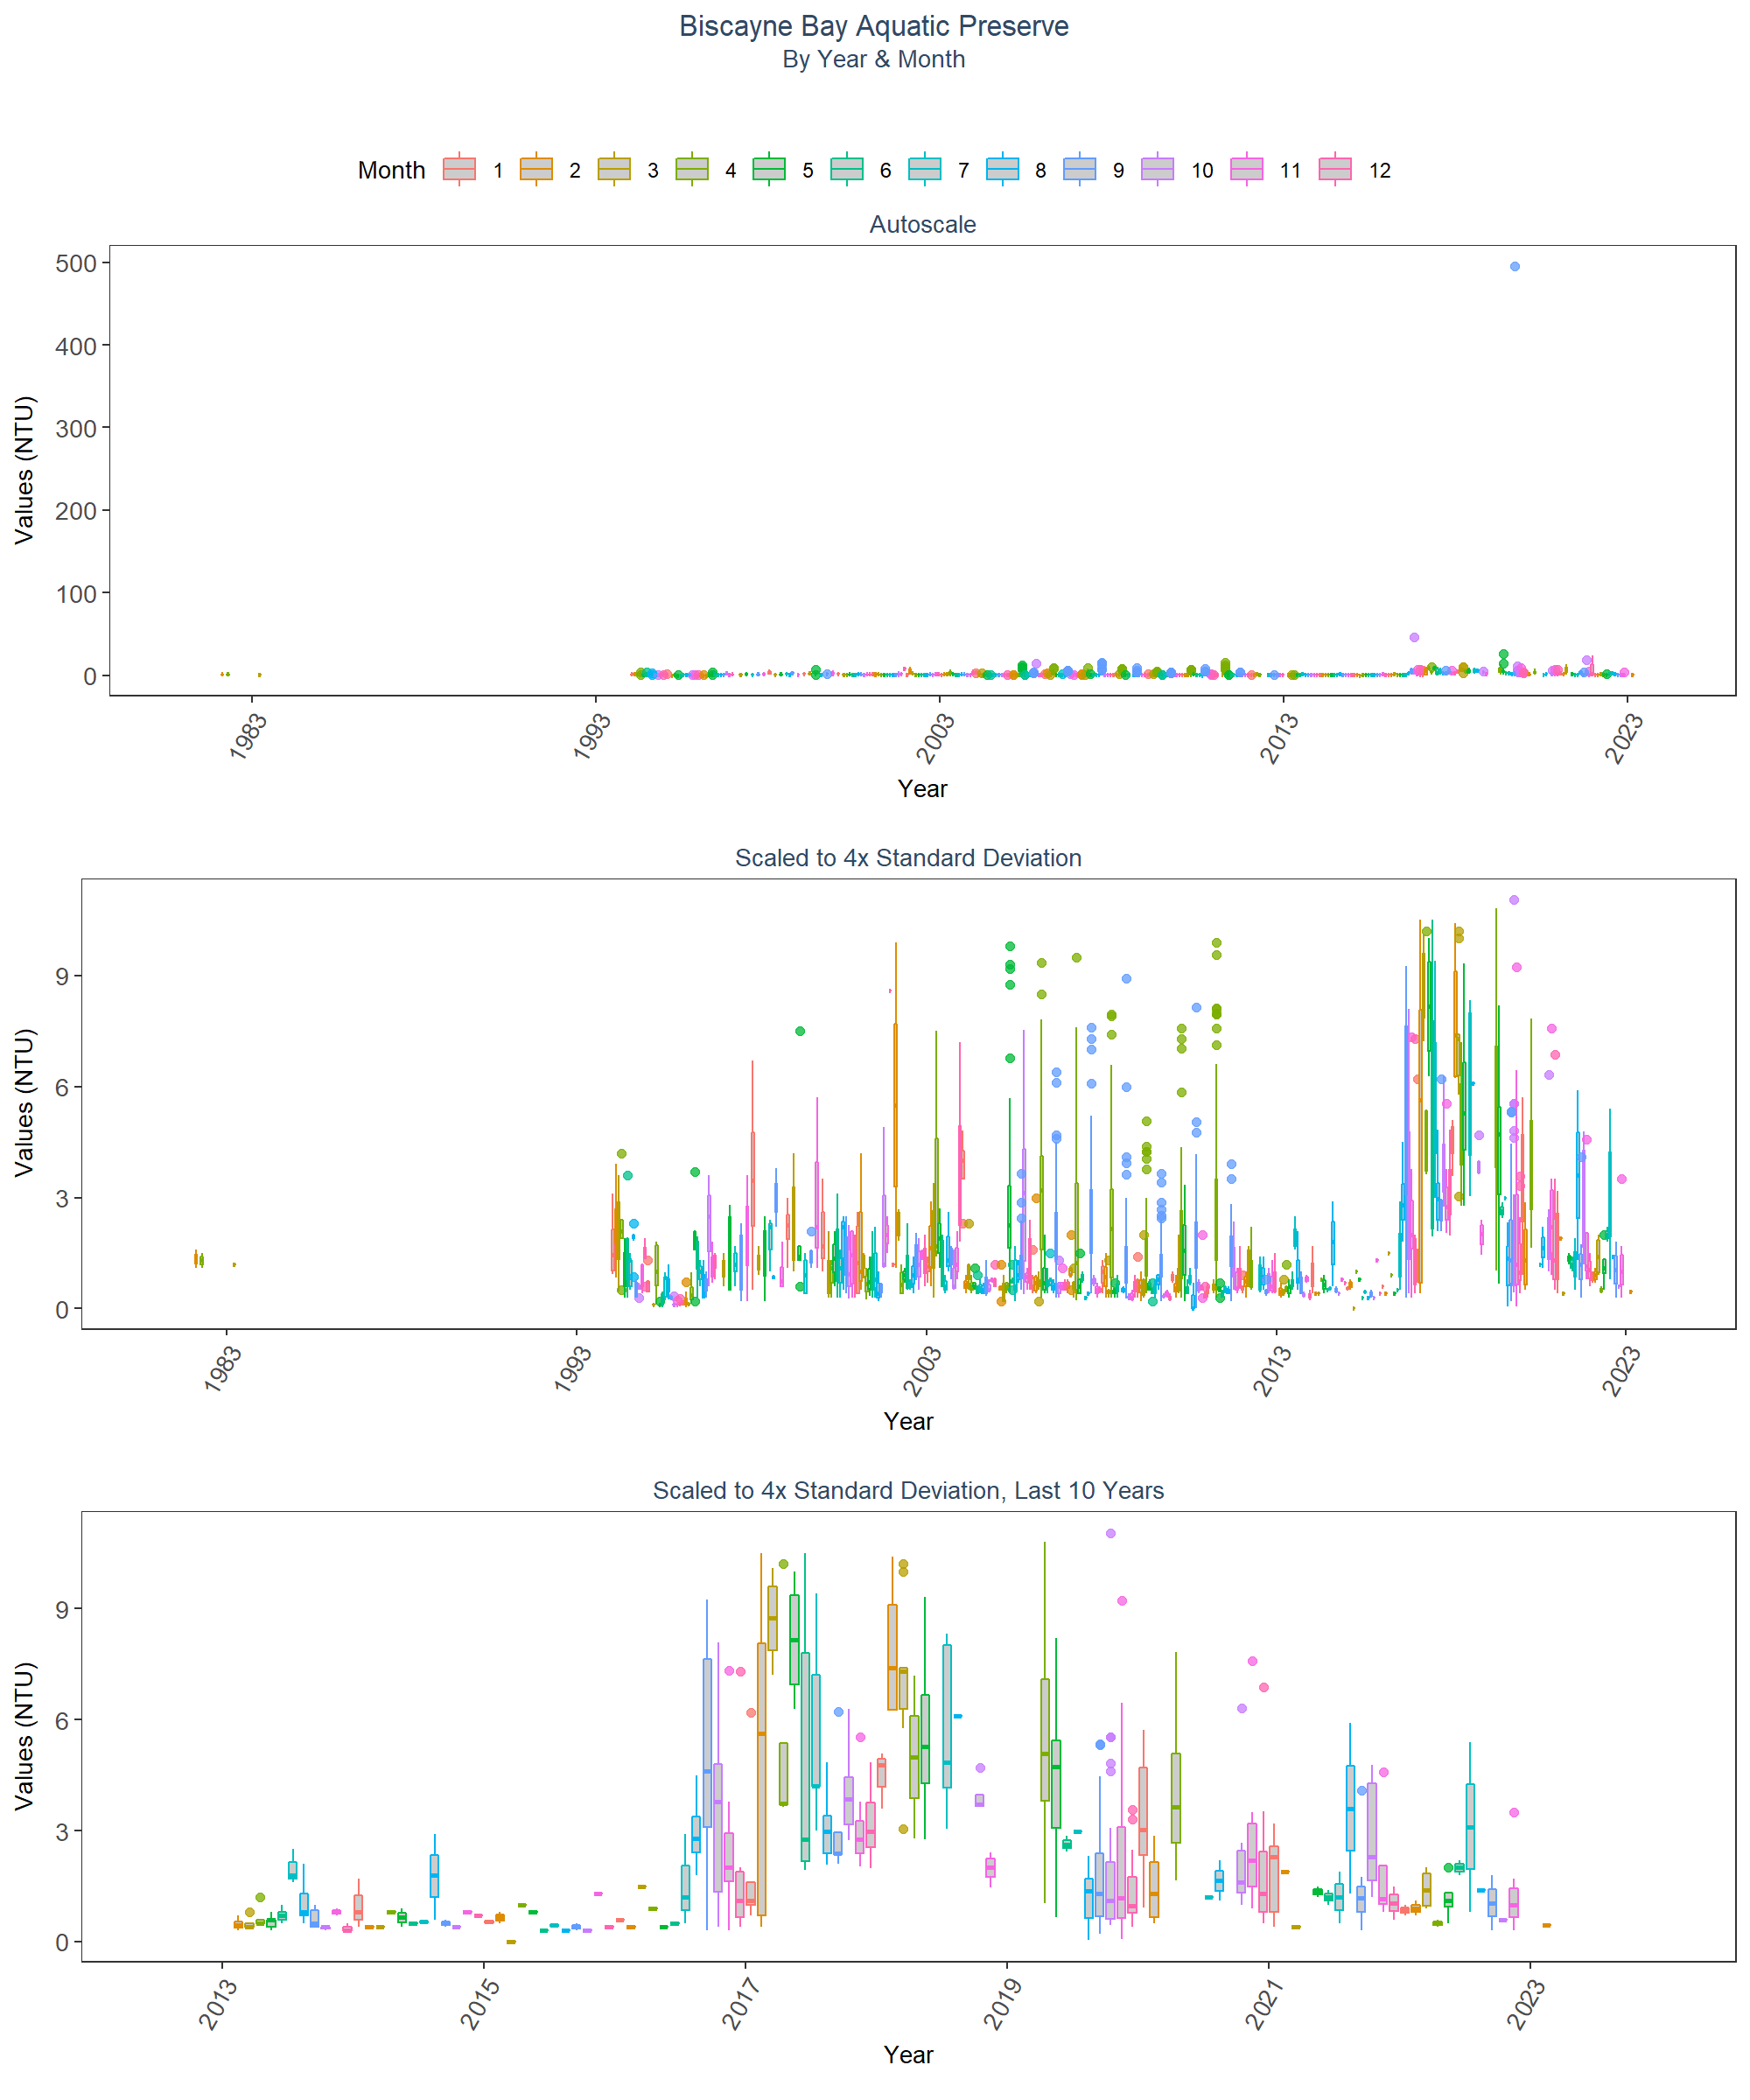 Biscayne Bay Aquatic Preserve
By Year & Month
Month 1 2 3 4 5 6 7 8 9 10 11 12
Autoscale
500
400
300
200
100
0
Values (NTU)
1983 1993 2003 2013 2023
Year
Scaled to 4x Standard Deviation
9
6
3
0
Values (NTU)
1983 1993 2003 2013 2023
Year
Scaled to 4x Standard Deviation, Last 10 Years
9
6
3
0
Values (NTU)
2013 2015 2017 2019 2021 2023
Year